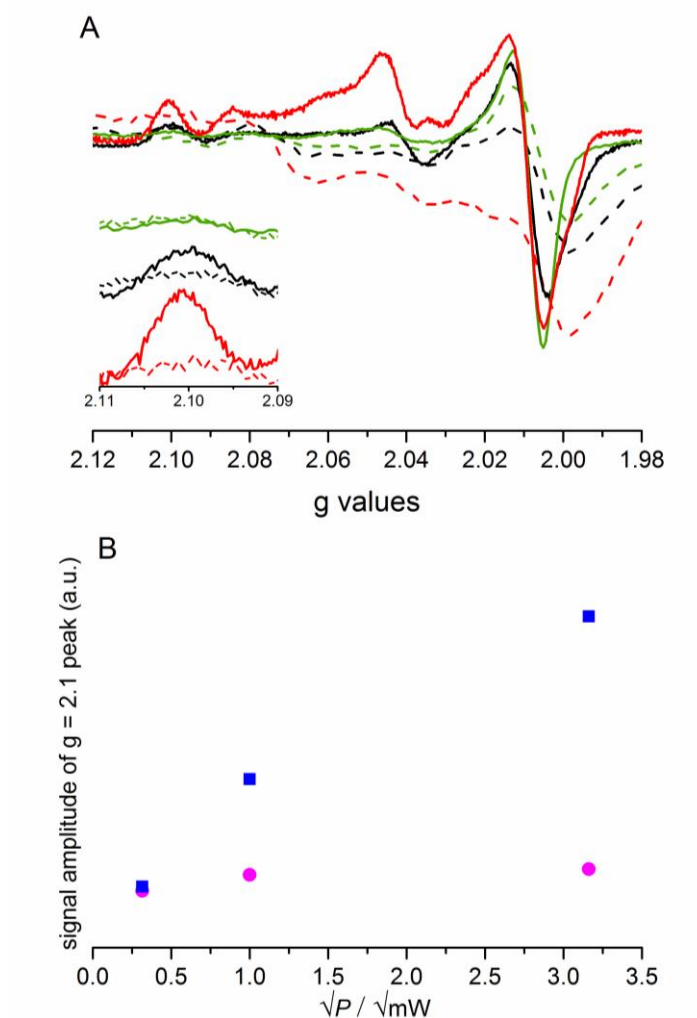 A
2.11 2.10 2.09
2.12 2.10 2.08 2.06 2.04 2.02 2.00 1.98
g values
B
signal amplitude of g = 2.1 peak (a.u.)
0.0 0.5 1.0 1.5 2.0 2.5 3.0 3.5
√P / √mW